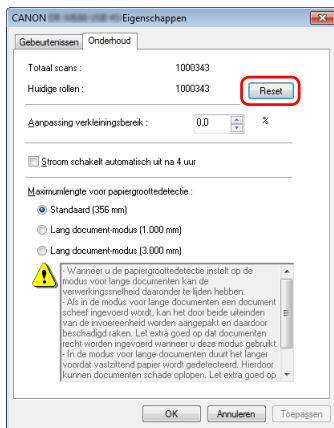 CANON Eigenschappen
Gebeurtenissen Onderhoud
Totaal scans : 1000343
Huidige rollen : 1000343 Reset
Aanpassing verkleiningsbereik : 0,0 %
Stroom schakelt automatisch uit na 4 uur
Maximumlengte voor papiergroottedetectie :
Standaard (356 mm)
Lang document-modus (1.000 mm)
Lang document-modus (3.000 mm)
- Wanneer u de papiergroottedetectie instelt op de
modus voor lange documenten kan de
verwerkingssnelheid daaronder te lijden hebben.
- Als in de modus voor lange documenten een document
scheef ingevoerd wordt, kan het door beide uiteinden
van de invoereenheid worden aangepakt en daardoor
beschadigd raken. Let extra goed op dat documenten
recht worden ingevoerd wanneer u deze modus gebruikt.
- In de modus voor lange documenten duurt het langer
voordat vastzittend papier wordt gedetecteerd. Hierdoor
kunnen documenten schade oplopen. Let extra goed op
OK Annuleren Toepassen